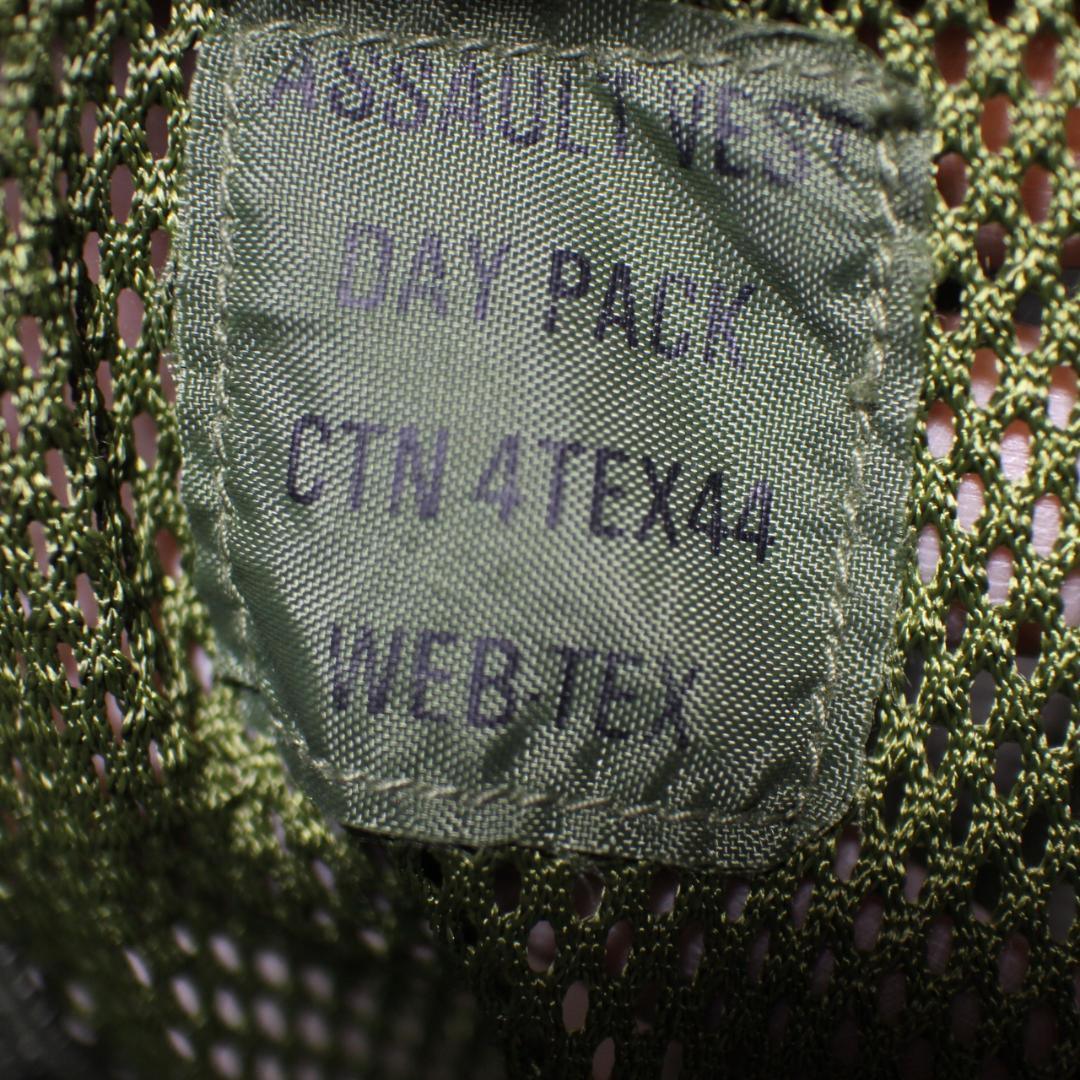 ASSAULT VEST
DAY PACK
CTN 4TEX44
WEB-TEX